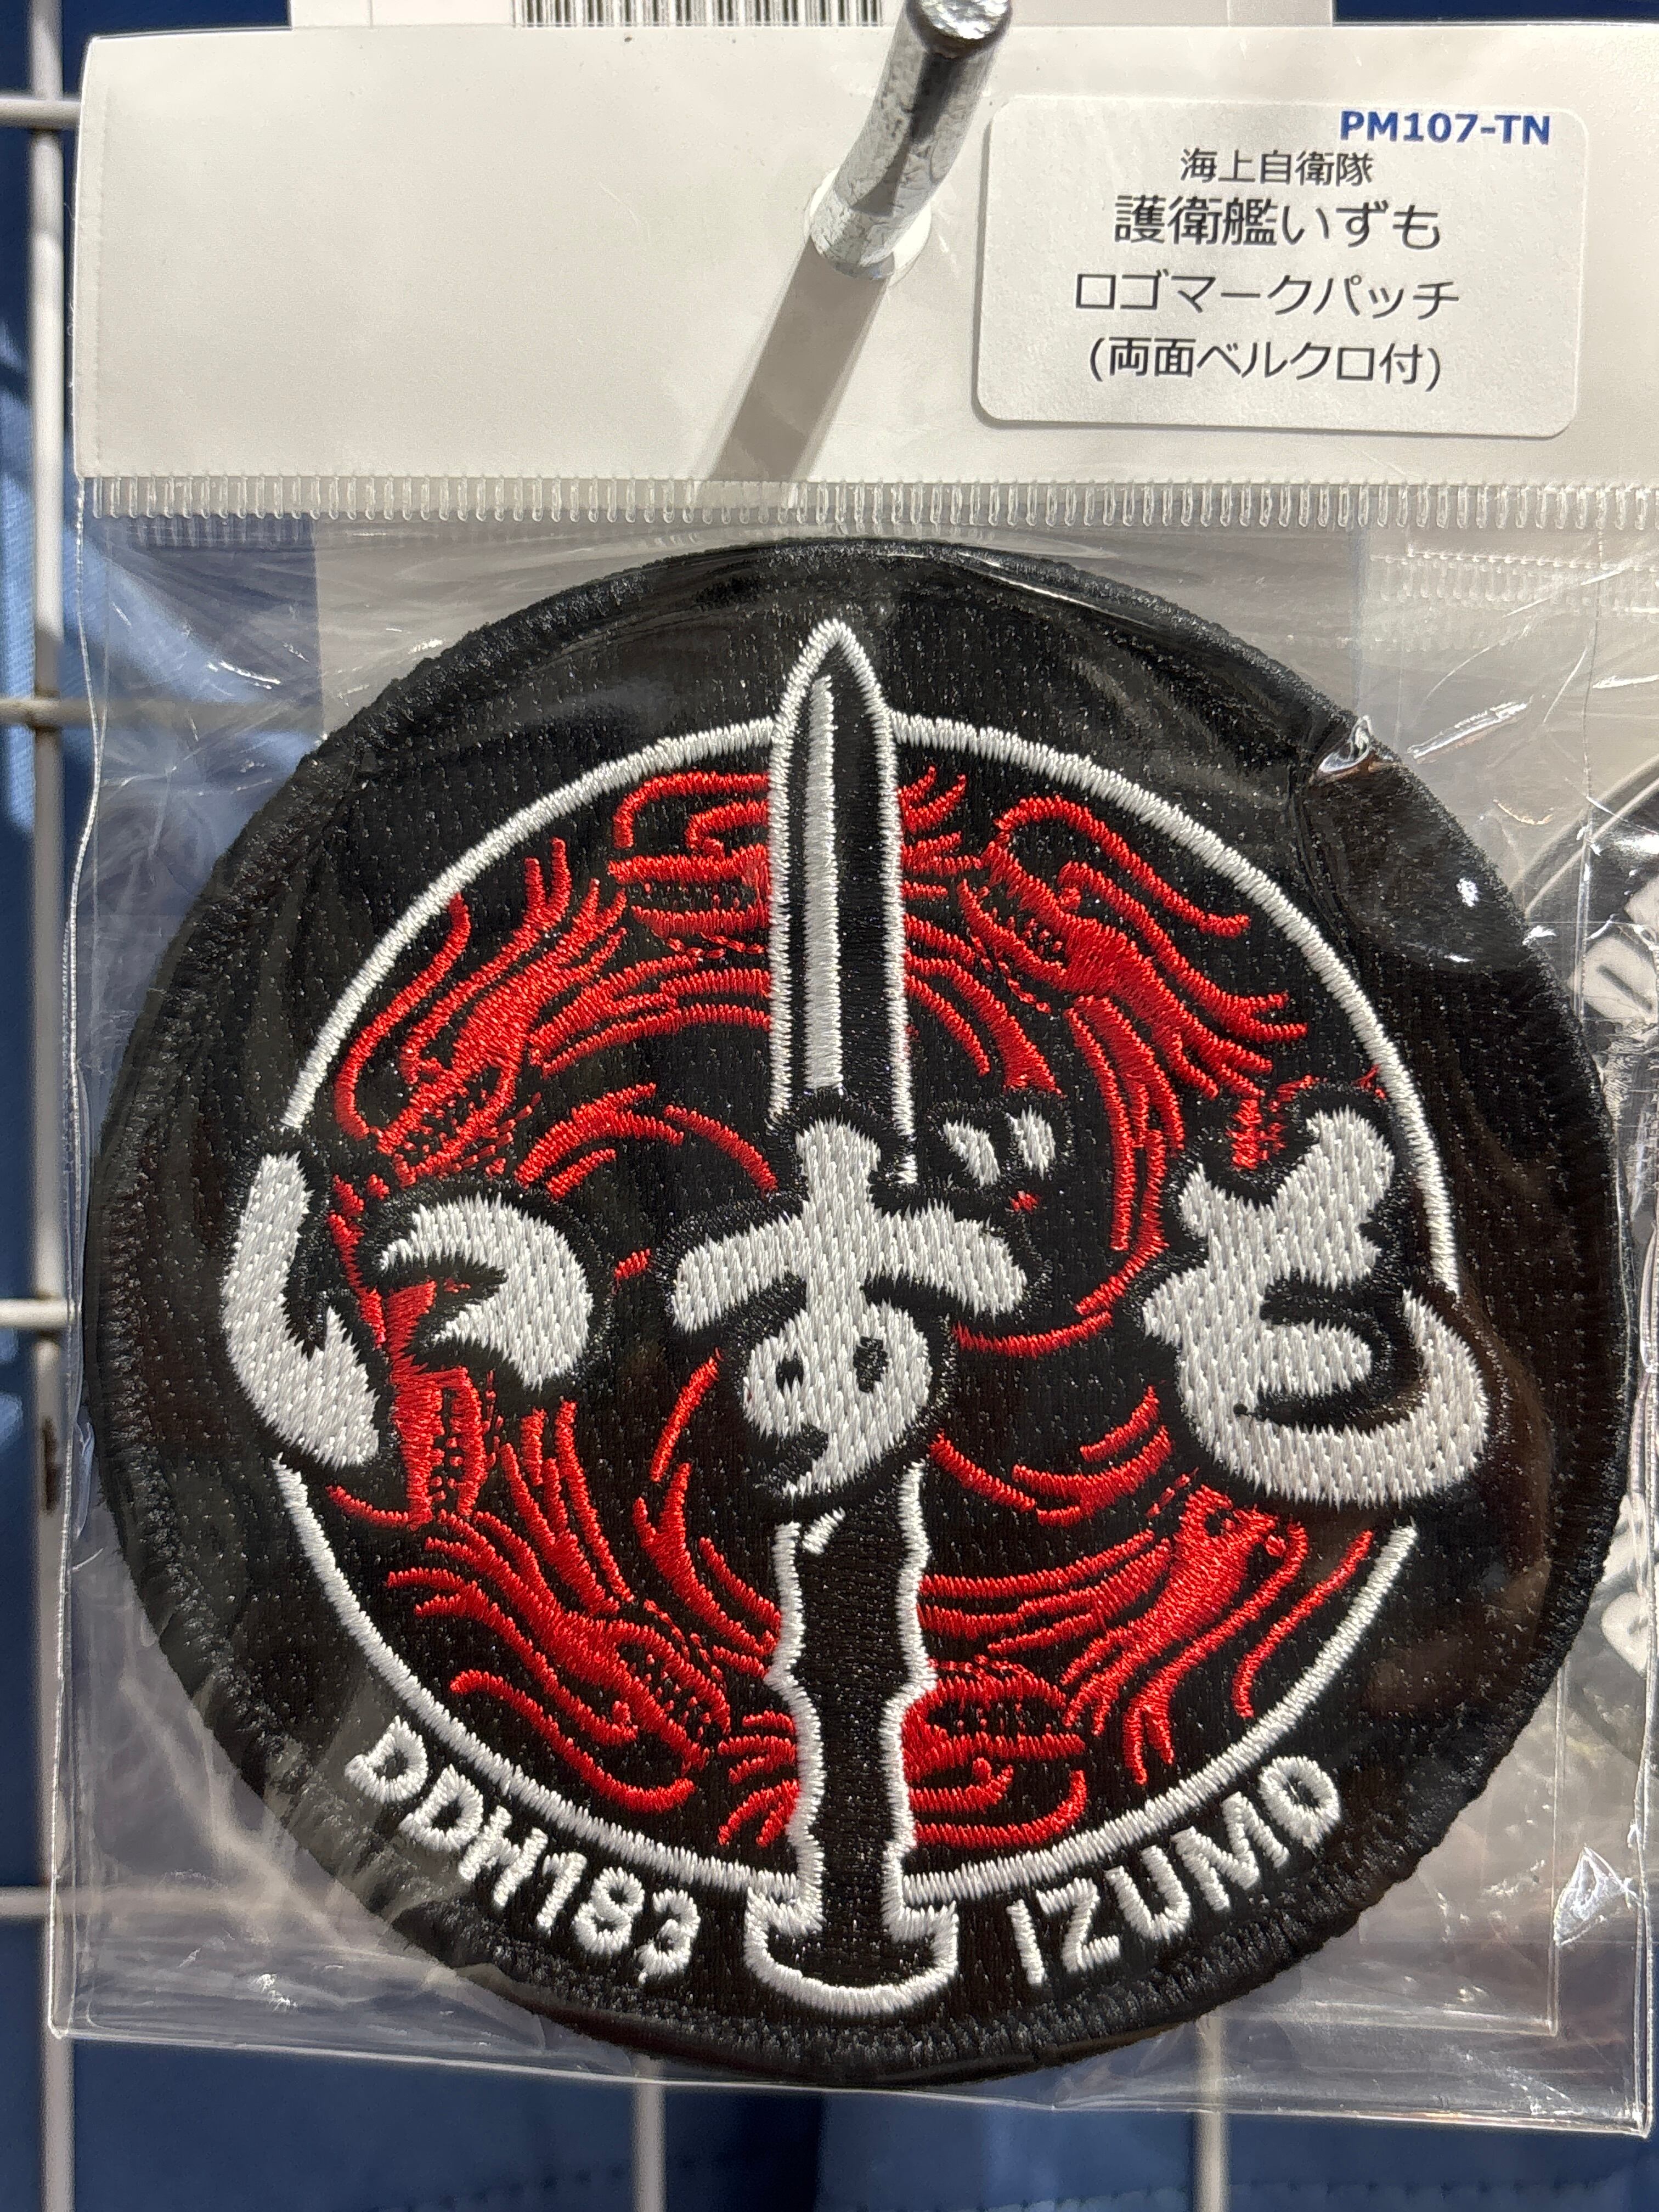 PM107-TN
海上自衛隊
護衛艦いずも
ロゴマークパッチ
(両面ベルクロ付)
いずも
DDH183 IZUMO